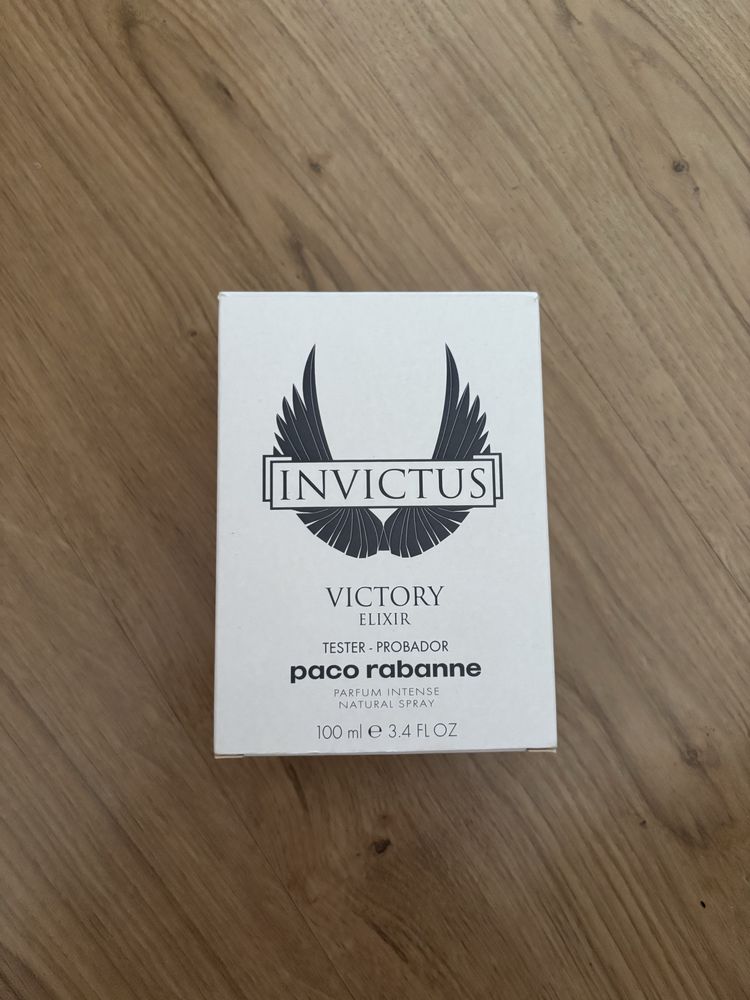 INVICTUS
VICTORY
ELIXIR
TESTER - PROBADOR
paco rabanne
PARFUM INTENSE
NATURAL SPRAY
100 ml ℮ 3.4 FL OZ